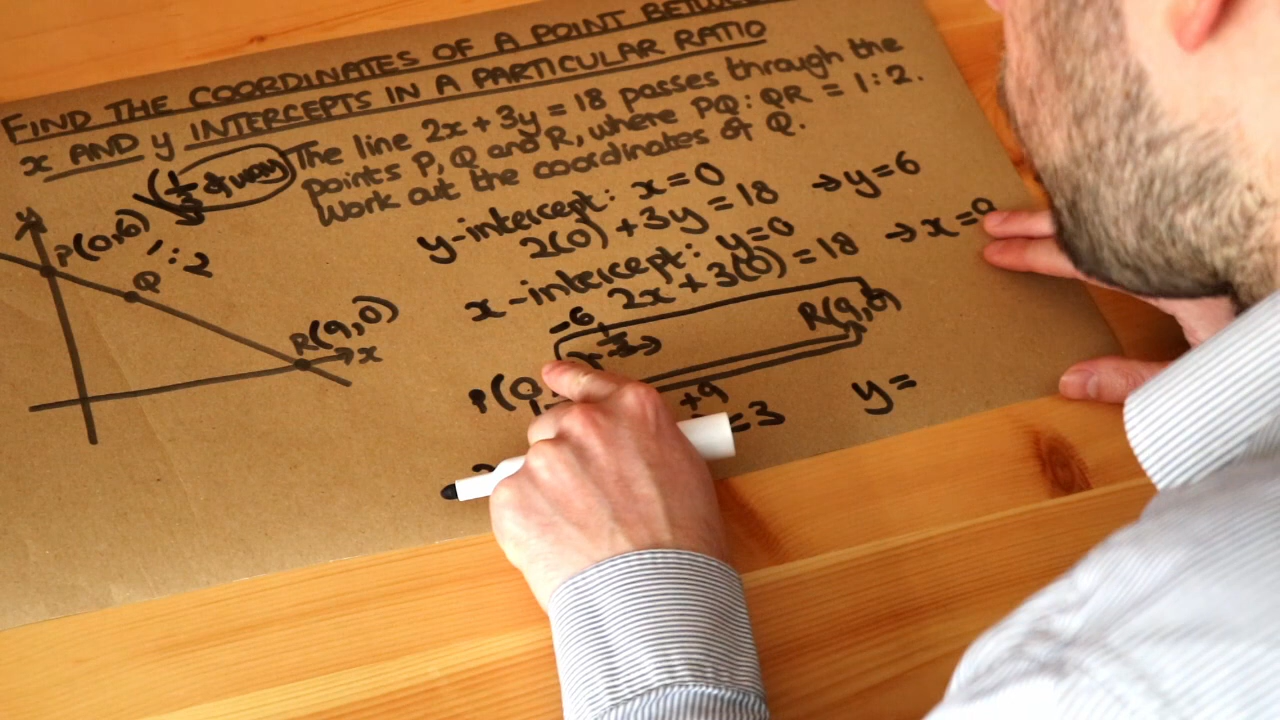 FIND THE COORDINATES OF A POINT
x AND y INTERCEPTS IN A PARTICULAR RATIO
The line 2x + 3y = 18 passes through the
points P, Q and R, where PQ : QR = 1 : 2.
Work out the coordinates of Q.
(1/3 of way)
y
P(0,6)
1 : 2
Q
R(9,0)
x
y-intercept: x = 0
2(0) + 3y = 18 → y = 6
x-intercept: y = 0
2x + 3(0) = 18 → x = 9
-6
R(9,0)
P(0
+9
= 3
y =